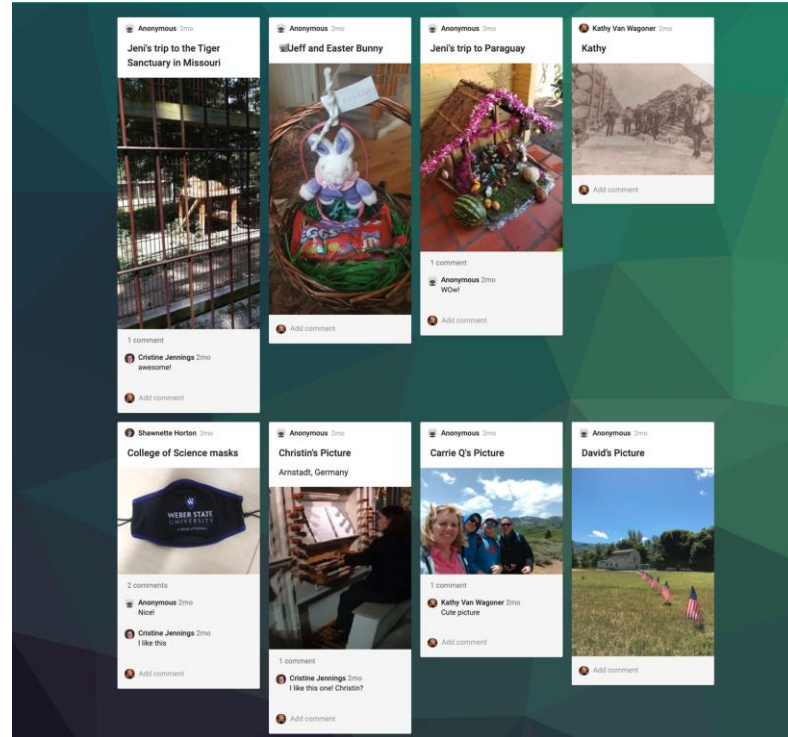 Anonymous 2mo
Jeni's trip to the Tiger
Sanctuary in Missouri
1 comment
Cristine Jennings 2mo
awesome!
Add comment
Anonymous 2mo
Jeff and Easter Bunny
EGGS
Add comment
Anonymous 2mo
Jeni's trip to Paraguay
1 comment
Anonymous 2mo
WOw!
Add comment
Kathy Van Wagoner 2mo
Kathy
Add comment
Shawnette Horton 2mo
College of Science masks
W
WEBER STATE
UNIVERSITY
College of Science
2 comments
Anonymous 2mo
Nice!
Cristine Jennings 2mo
I like this
Add comment
Anonymous 2mo
Christin's Picture
Arnstadt, Germany
1 comment
Cristine Jennings 2mo
I like this one! Christin?
Add comment
Anonymous 2mo
Carrie Q's Picture
1 comment
Kathy Van Wagoner 2mo
Cute picture
Add comment
Anonymous 2mo
David's Picture
Add comment